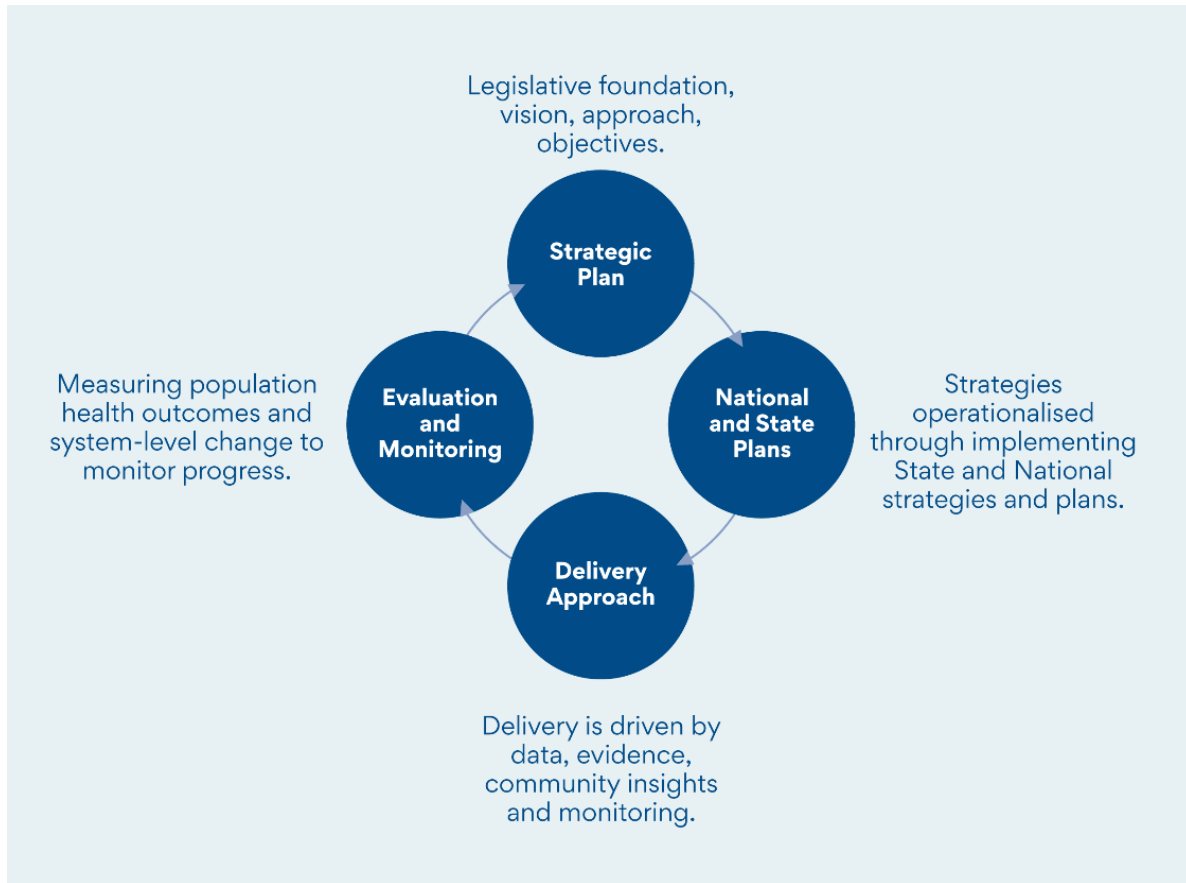 Legislative foundation,
vision, approach,
objectives.
Strategic
Plan
Measuring population
health outcomes and
system-level change to
monitor progress.
Evaluation
and
Monitoring
National
and State
Plans
Strategies
operationalised
through implementing
State and National
strategies and plans.
Delivery
Approach
Delivery is driven by
data, evidence,
community insights
and monitoring.